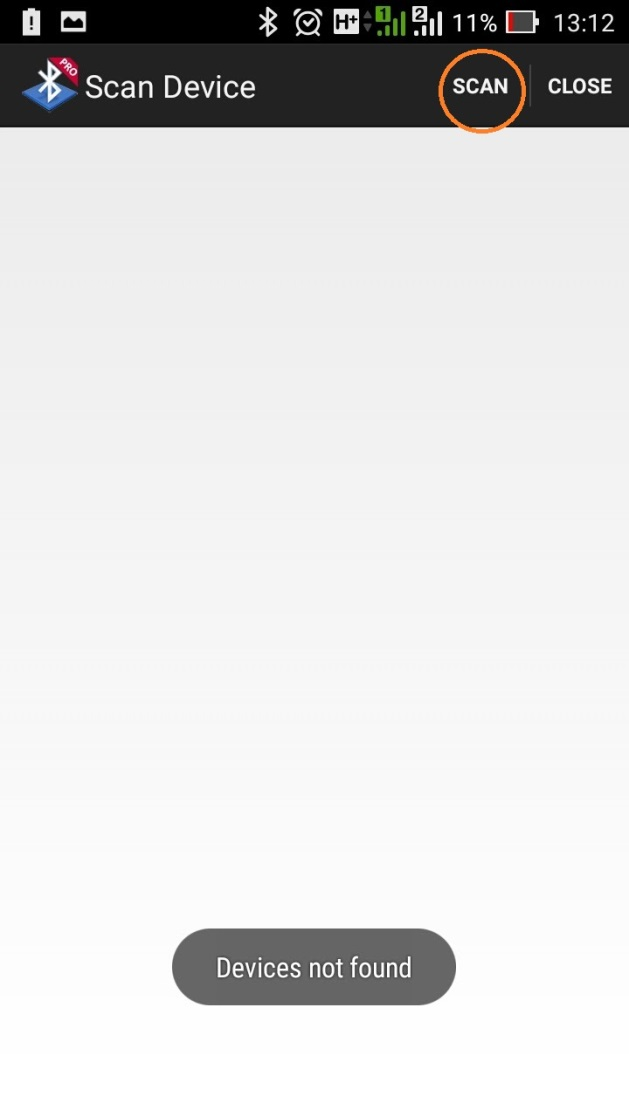 H+ 1 2 11% 13:12
PRO Scan Device SCAN CLOSE
Devices not found